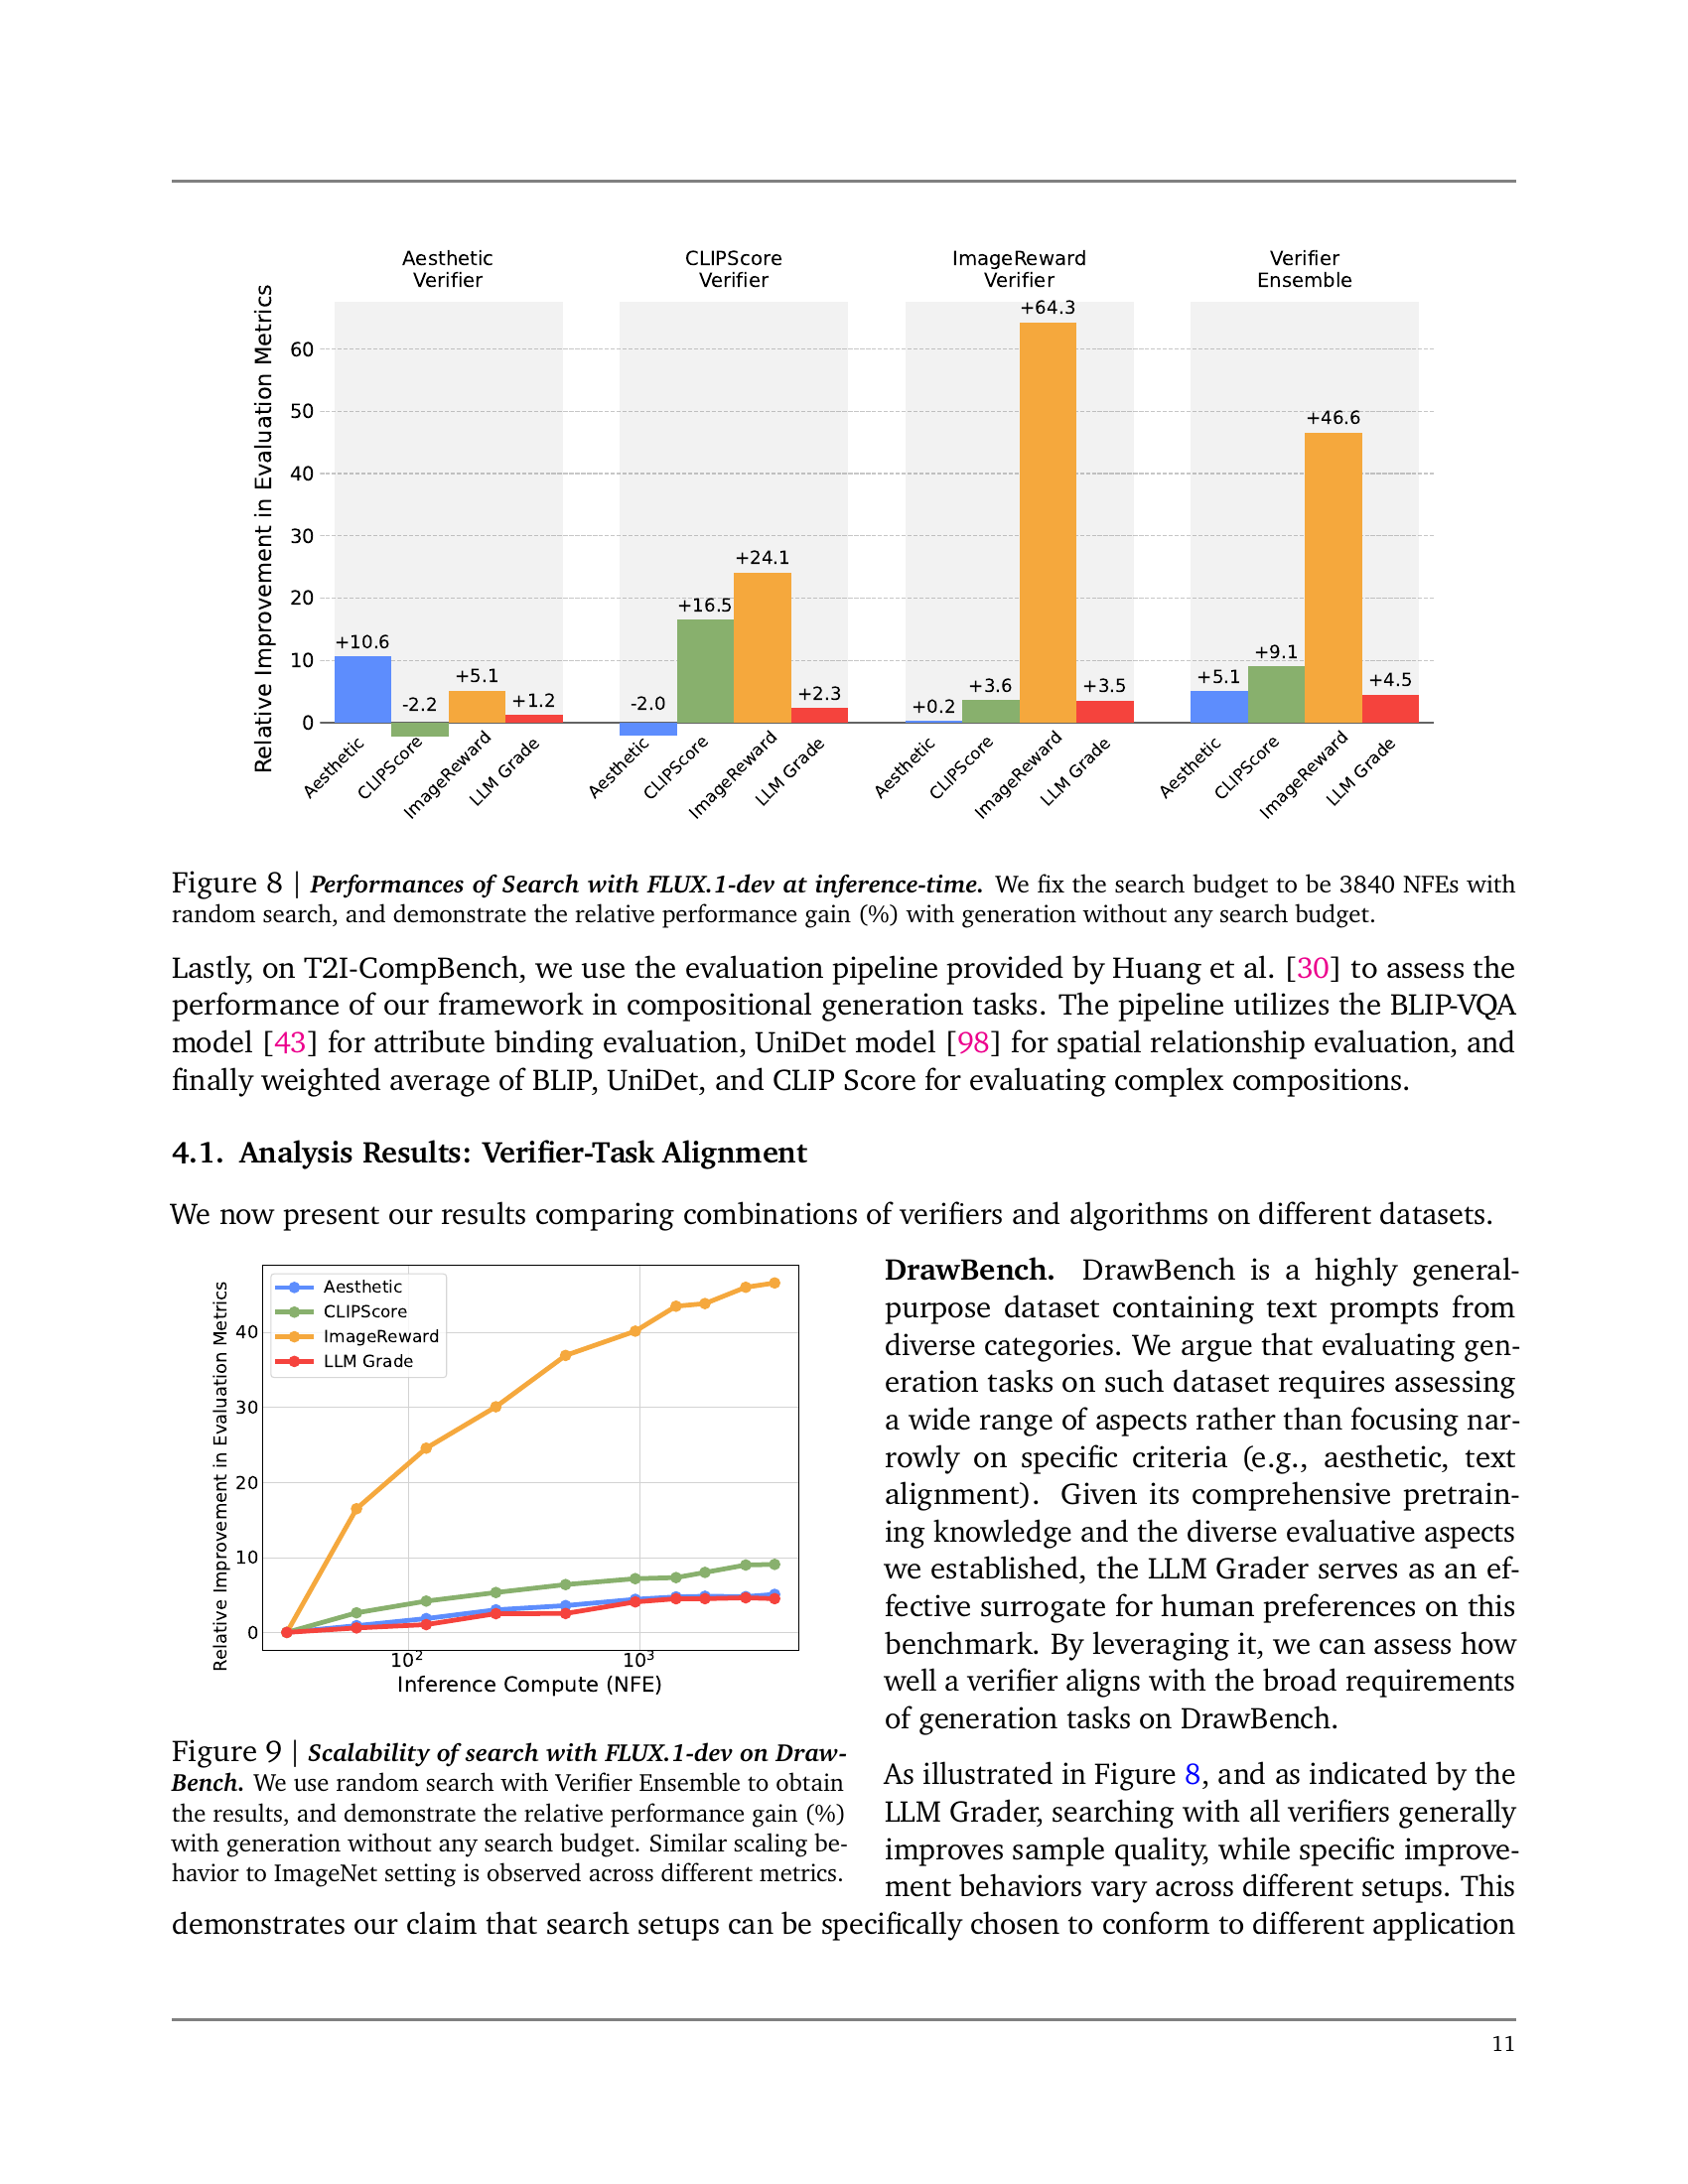 Aesthetic
Verifier
CLIPScore
Verifier
ImageReward
Verifier
Verifier
Ensemble
Relative Improvement in Evaluation Metrics
60
50
40
30
20
10
0
+10.6
-2.2
+5.1
+1.2
-2.0
+16.5
+24.1
+2.3
+0.2
+3.6
+64.3
+3.5
+5.1
+9.1
+46.6
+4.5
Aesthetic
CLIPScore
ImageReward
LLM Grade
Aesthetic
CLIPScore
ImageReward
LLM Grade
Aesthetic
CLIPScore
ImageReward
LLM Grade
Aesthetic
CLIPScore
ImageReward
LLM Grade
Figure 8 | Performances of Search with FLUX.1-dev at inference-time. We fix the search budget to be 3840 NFEs with
random search, and demonstrate the relative performance gain (%) with generation without any search budget.
Lastly, on T2I-CompBench, we use the evaluation pipeline provided by Huang et al. [30] to assess the
performance of our framework in compositional generation tasks. The pipeline utilizes the BLIP-VQA
model [43] for attribute binding evaluation, UniDet model [98] for spatial relationship evaluation, and
finally weighted average of BLIP, UniDet, and CLIP Score for evaluating complex compositions.
4.1. Analysis Results: Verifier-Task Alignment
We now present our results comparing combinations of verifiers and algorithms on different datasets.
Relative Improvement in Evaluation Metrics
Aesthetic
CLIPScore
ImageReward
LLM Grade
40
30
20
10
0
10²
10³
Inference Compute (NFE)
Figure 9 | Scalability of search with FLUX.1-dev on Draw-
Bench. We use random search with Verifier Ensemble to obtain
the results, and demonstrate the relative performance gain (%)
with generation without any search budget. Similar scaling be-
havior to ImageNet setting is observed across different metrics.
DrawBench. DrawBench is a highly general-
purpose dataset containing text prompts from
diverse categories. We argue that evaluating gen-
eration tasks on such dataset requires assessing
a wide range of aspects rather than focusing nar-
rowly on specific criteria (e.g., aesthetic, text
alignment). Given its comprehensive pretrain-
ing knowledge and the diverse evaluative aspects
we established, the LLM Grader serves as an ef-
fective surrogate for human preferences on this
benchmark. By leveraging it, we can assess how
well a verifier aligns with the broad requirements
of generation tasks on DrawBench.
As illustrated in Figure 8, and as indicated by the
LLM Grader, searching with all verifiers generally
improves sample quality, while specific improve-
ment behaviors vary across different setups. This
demonstrates our claim that search setups can be specifically chosen to conform to different application
11